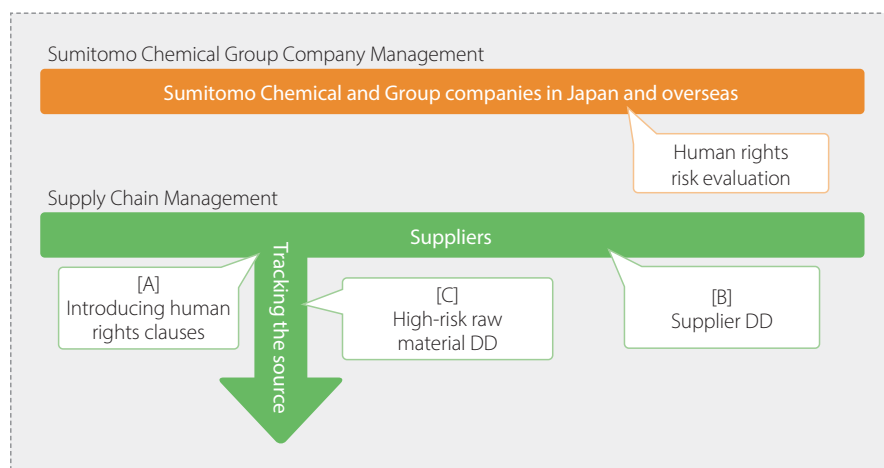 Sumitomo Chemical Group Company Management
Sumitomo Chemical and Group companies in Japan and overseas
Human rights
risk evaluation
Supply Chain Management
Suppliers
Tracking the source
[A]
Introducing human
rights clauses
[C]
High-risk raw
material DD
[B]
Supplier DD